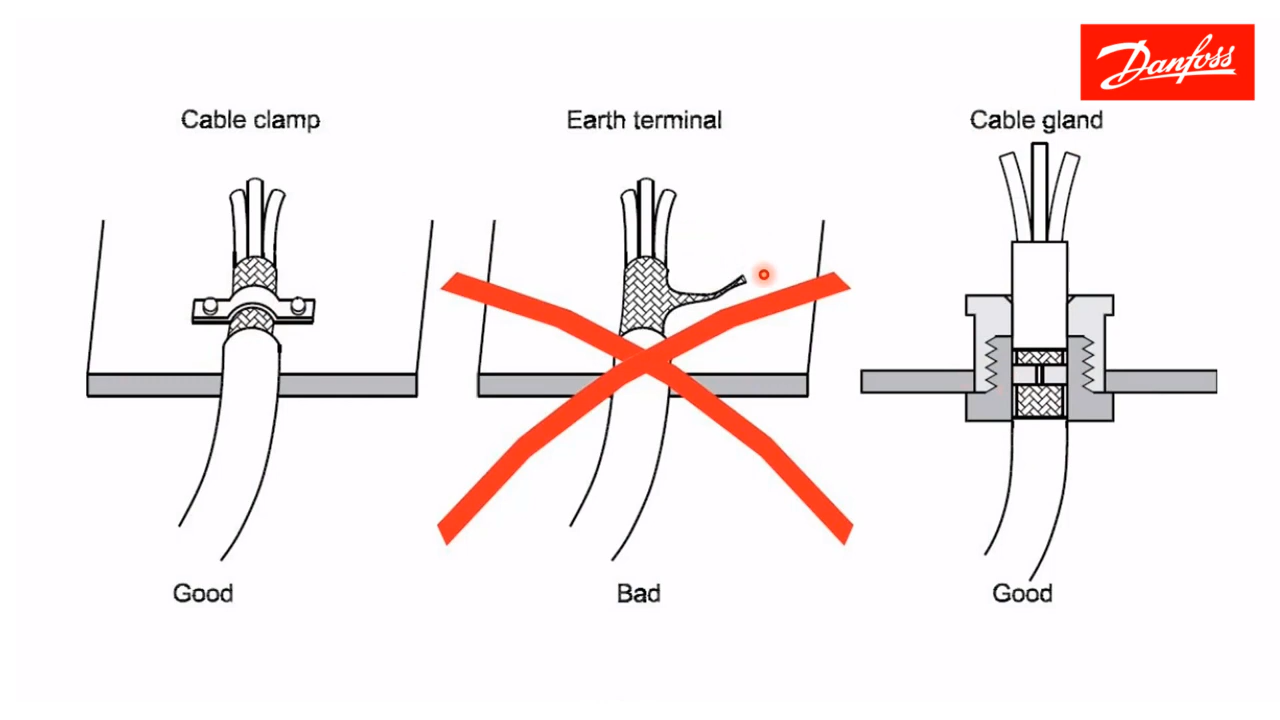 Danfoss
Cable clamp
Earth terminal
Cable gland
Good
Bad
Good